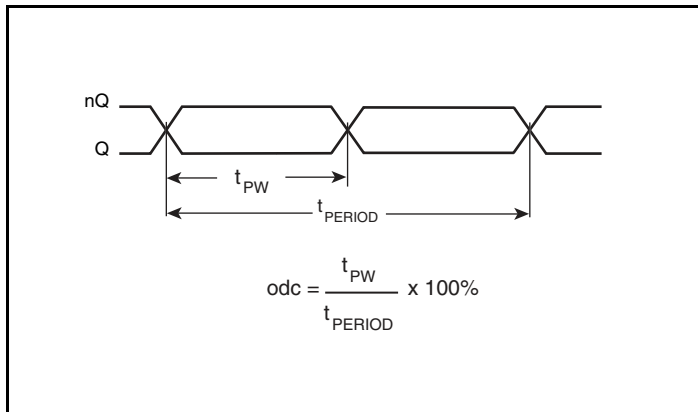 nQ
Q
tPW
tPERIOD
odc = tPW / tPERIOD x 100%